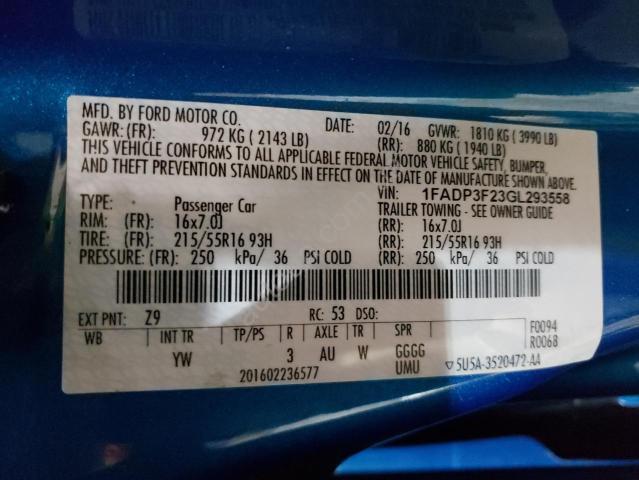 MFD. BY FORD MOTOR CO. DATE: 02/16 GVWR: 1810 KG ( 3990 LB)
GAWR: (FR): 972 KG ( 2143 LB) (RR): 880 KG ( 1940 LB)
THIS VEHICLE CONFORMS TO ALL APPLICABLE FEDERAL MOTOR VEHICLE SAFETY, BUMPER,
AND THEFT PREVENTION STANDARDS IN EFFECT ON THE DATE OF MANUFACTURE SHOWN ABOVE.
VIN: 1FADP3F23GL293558
TYPE: Passenger Car TRAILER TOWING - SEE OWNER GUIDE
RIM: (FR): 16x7.0J (RR): 16x7.0J
TIRE: (FR): 215/55R16 93H (RR): 215/55R16 93H
PRESSURE: (FR): 250 kPa/ 36 PSI COLD (RR): 250 kPa/ 36 PSI COLD
EXT PNT: Z9 RC: 53 DSO: F0094
WB INT TR TP/PS R AXLE TR SPR R0068
YW 3 AU W GGGG
UMU
201602236577 5U5A-3520472-AA